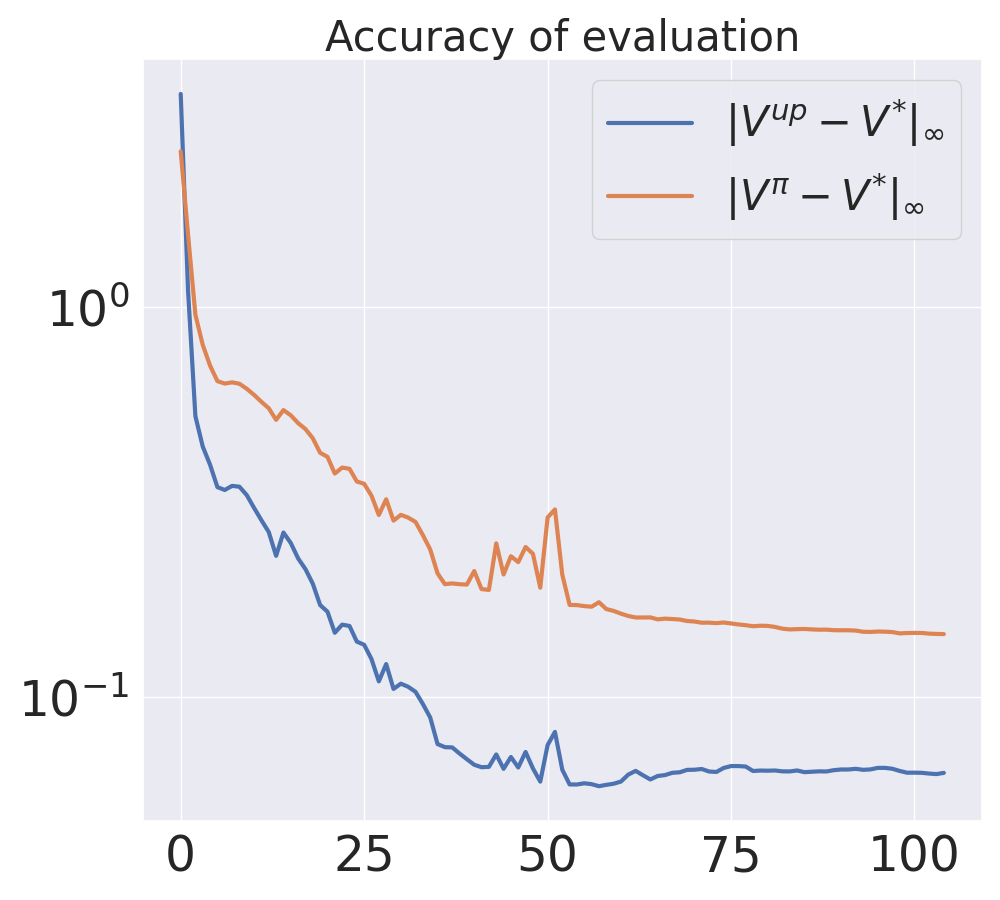 Accuracy of evaluation
|V^{up} − V^*|_∞
|V^π − V^*|_∞
10^0
10^{−1}
0 25 50 75 100